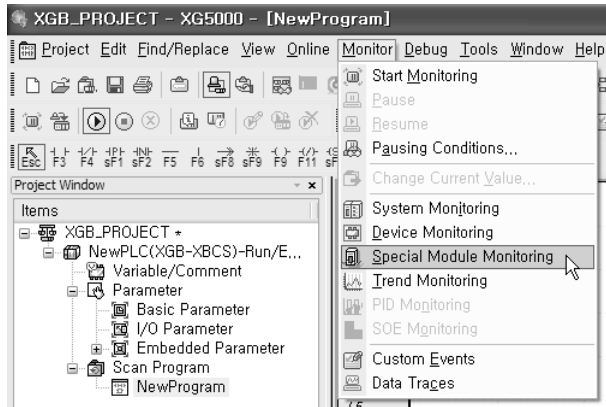 XGB_PROJECT - XG5000 - [NewProgram]
Project Edit Find/Replace View Online Monitor Debug Tools Window Help
Start Monitoring
Pause
Resume
Pausing Conditions...
Change Current Value...
System Monitoring
Device Monitoring
Special Module Monitoring
Trend Monitoring
PID Monitoring
SOE Monitoring
Custom Events
Data Traces
Esc F3 F4 sF1 sF2 F5 F6 sF8 sF9 F9 F11
Project Window
Items
XGB_PROJECT *
NewPLC(XGB-XBCS)-Run/E...
Variable/Comment
Parameter
Basic Parameter
I/O Parameter
Embedded Parameter
Scan Program
NewProgram